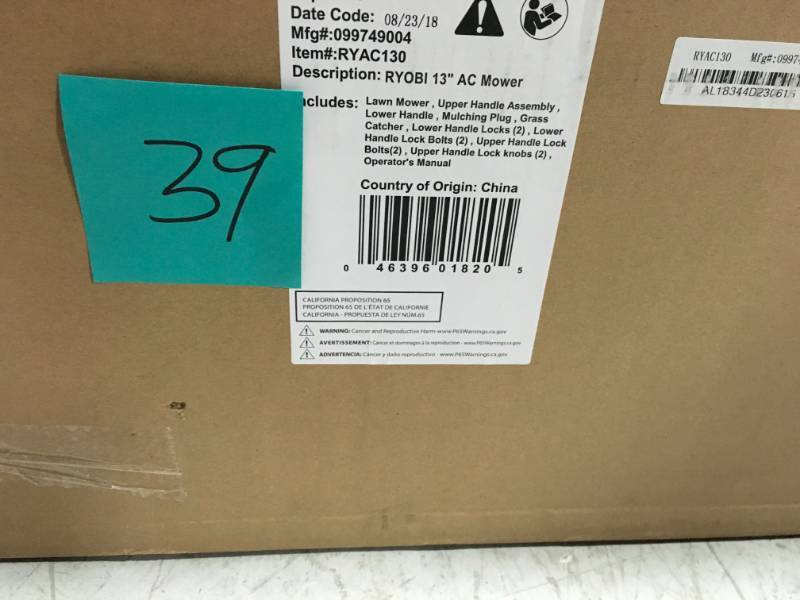 Date Code: 08/23/18
Mfg#:099749004
Item#:RYAC130
Description: RYOBI 13" AC Mower
Lawn Mower , Upper Handle Assembly ,
Lower Handle , Mulching Plug , Grass
Catcher , Lower Handle Locks (2) , Lower
Handle Lock Bolts (2) , Upper Handle Lock
Bolts(2) , Upper Handle Lock knobs (2) ,
Operator's Manual
Country of Origin: China
0 46396 01820 5
CALIFORNIA PROPOSITION 65
PROPOSITION 65 DE L'ÉTAT DE CALIFORNIE
CALIFORNIA - PROPUESTA DE LEY NÚM.65
WARNING: Cancer and Reproductive Harm-www.P65Warnings.ca.gov
AVERTISSEMENT: Cancer et dommages à la reproduction - www.P65Warnings.ca.gov
ADVERTENCIA: Cáncer y daño reproductivo - www.P65Warnings.ca.gov
39
RYAC130 Mfg#:0997